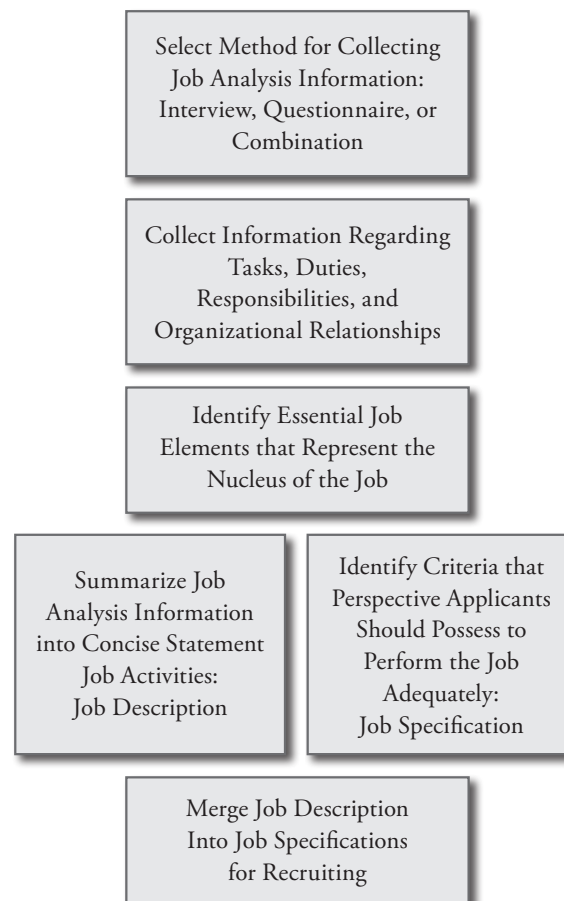 Select Method for Collecting
Job Analysis Information:
Interview, Questionnaire, or
Combination
Collect Information Regarding
Tasks, Duties,
Responsibilities, and
Organizational Relationships
Identify Essential Job
Elements that Represent the
Nucleus of the Job
Summarize Job
Analysis Information
into Concise Statement
Job Activities:
Job Description
Identify Criteria that
Perspective Applicants
Should Possess to
Perform the Job
Adequately:
Job Specification
Merge Job Description
Into Job Specifications
for Recruiting